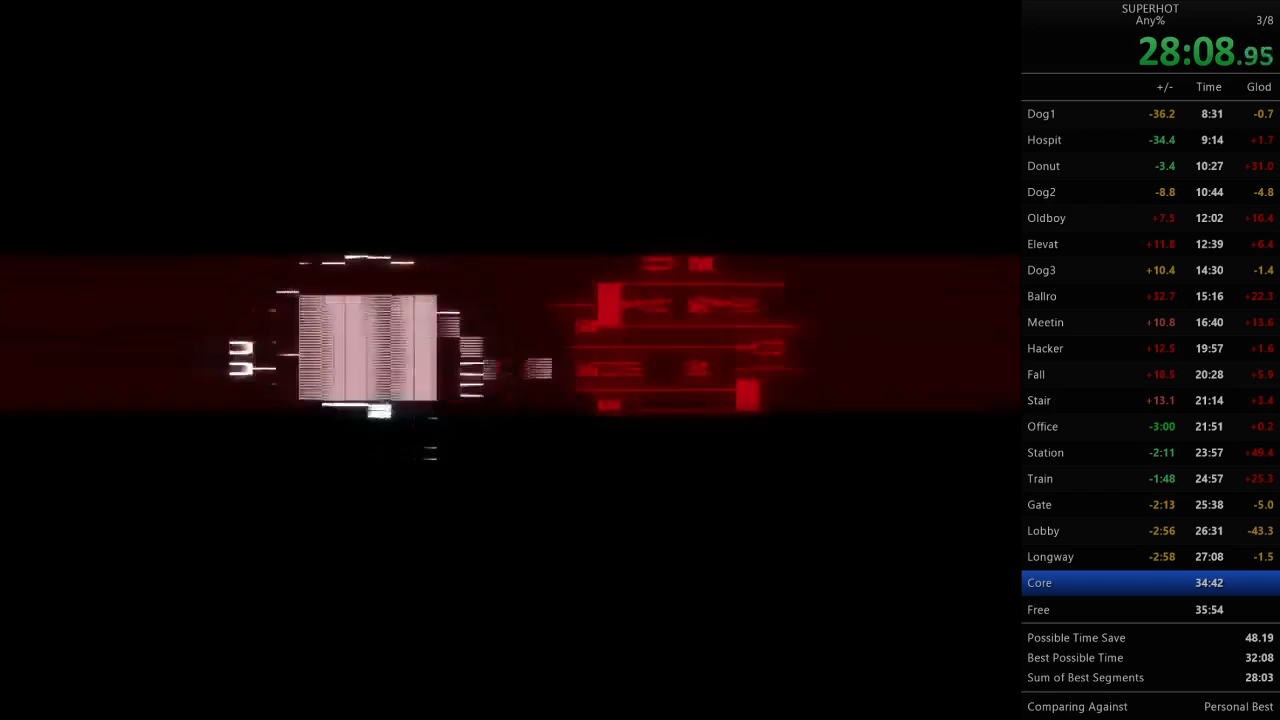 SUPERHOT
Any% 3/8
28:08.95
+/- Time Glod
Dog1 -36.2 8:31 -0.7
Hospit -34.4 9:14 +1.7
Donut -3.4 10:27 +31.0
Dog2 -8.8 10:44 -4.8
Oldboy +7.5 12:02 +16.4
Elevat +11.8 12:39 +6.4
Dog3 +10.4 14:30 -1.4
Ballro +32.7 15:16 +22.3
Meetin +10.8 16:40 +13.6
Hacker +12.5 19:57 +1.6
Fall +18.5 20:28 +5.9
Stair +13.1 21:14 +3.4
Office -3:00 21:51 +0.2
Station -2:11 23:57 +49.4
Train -1:48 24:57 +25.3
Gate -2:13 25:38 -5.0
Lobby -2:56 26:31 -43.3
Longway -2:58 27:08 -1.5
Core 34:42
Free 35:54
Possible Time Save 48.19
Best Possible Time 32:08
Sum of Best Segments 28:03
Comparing Against Personal Best